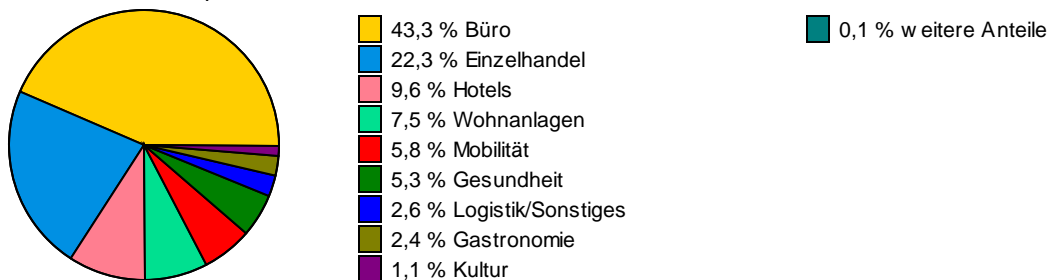 43,3 % Büro
22,3 % Einzelhandel
9,6 % Hotels
7,5 % Wohnanlagen
5,8 % Mobilität
5,3 % Gesundheit
2,6 % Logistik/Sonstiges
2,4 % Gastronomie
1,1 % Kultur
0,1 % weitere Anteile